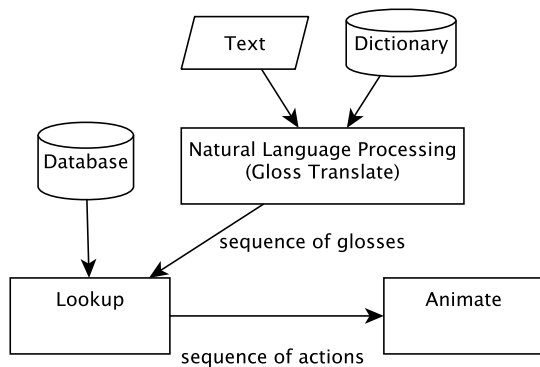 Text
Dictionary
Database
Natural Language Processing
(Gloss Translate)
sequence of glosses
Lookup
Animate
sequence of actions